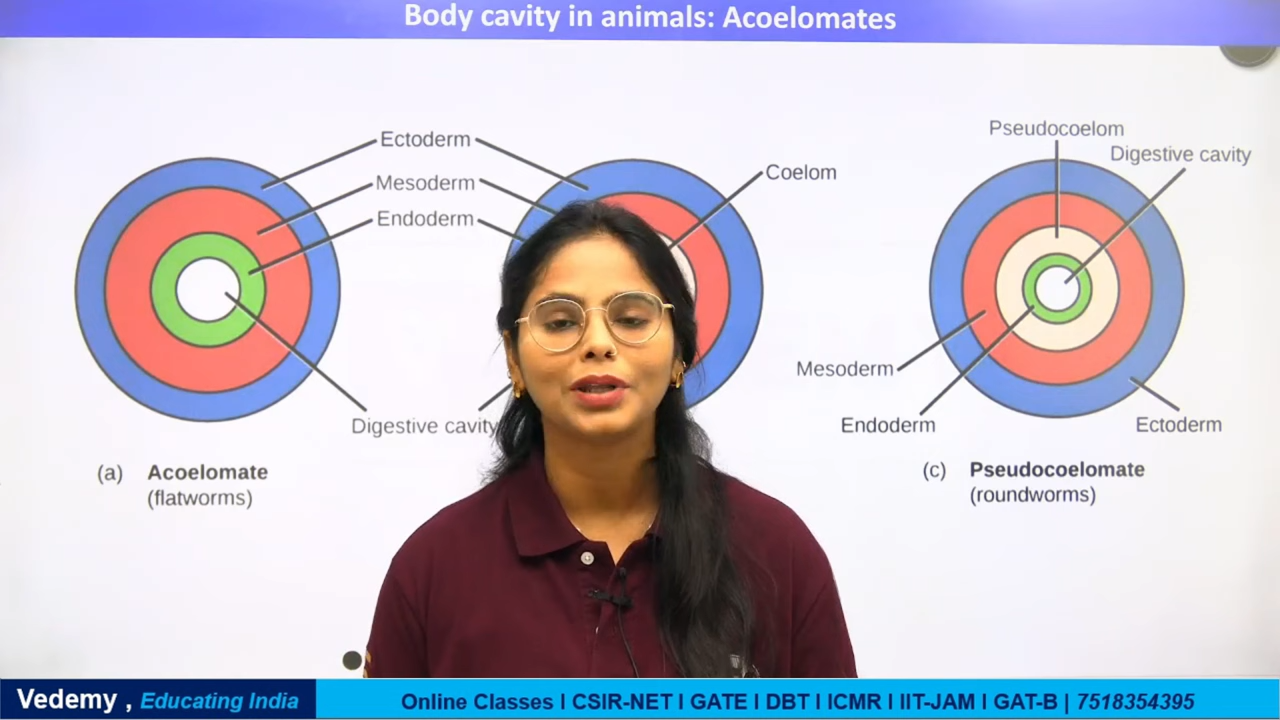 Body cavity in animals: Acoelomates
Ectoderm
Mesoderm
Endoderm
Digestive cavity
(a) Acoelomate
(flatworms)
Coelom
Pseudocoelom
Digestive cavity
Mesoderm
Endoderm
Ectoderm
(c) Pseudocoelomate
(roundworms)
Vedemy , Educating India
Online Classes I CSIR-NET I GATE I DBT I ICMR I IIT-JAM I GAT-B | 7518354395